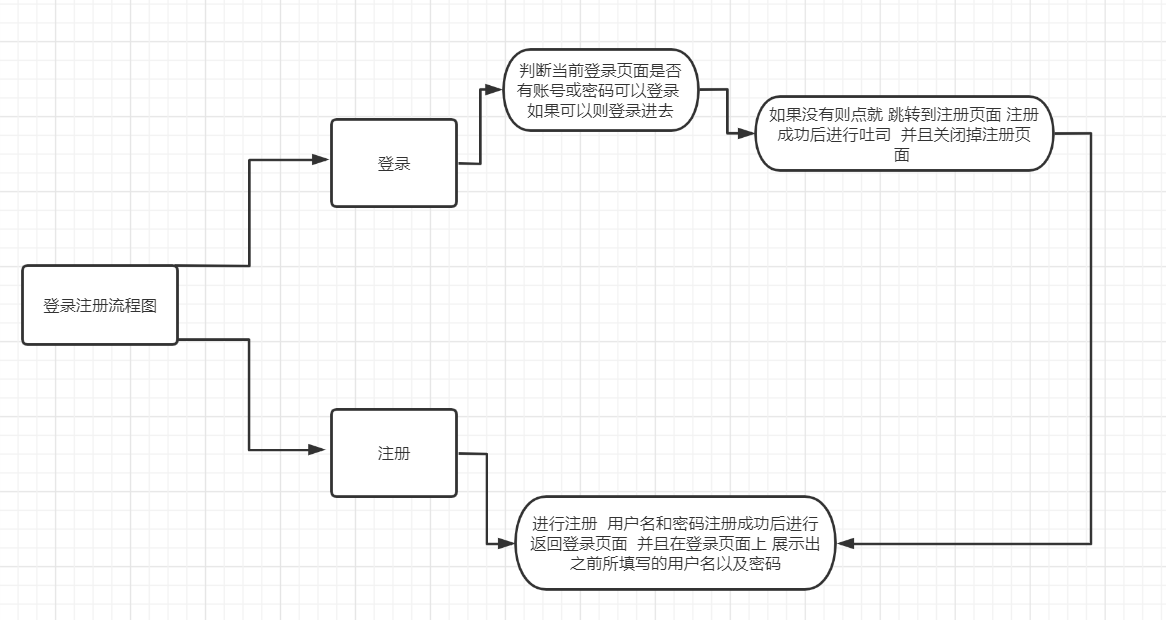 判断当前登录页面是否
有账号或密码可以登录
如果可以则登录进去
如果没有则点就 跳转到注册页面 注册
成功后进行吐司  并且关闭掉注册页
面
登录
登录注册流程图
注册
进行注册  用户名和密码注册成功后进行
返回登录页面  并且在登录页面上 展示出
之前所填写的用户名以及密码